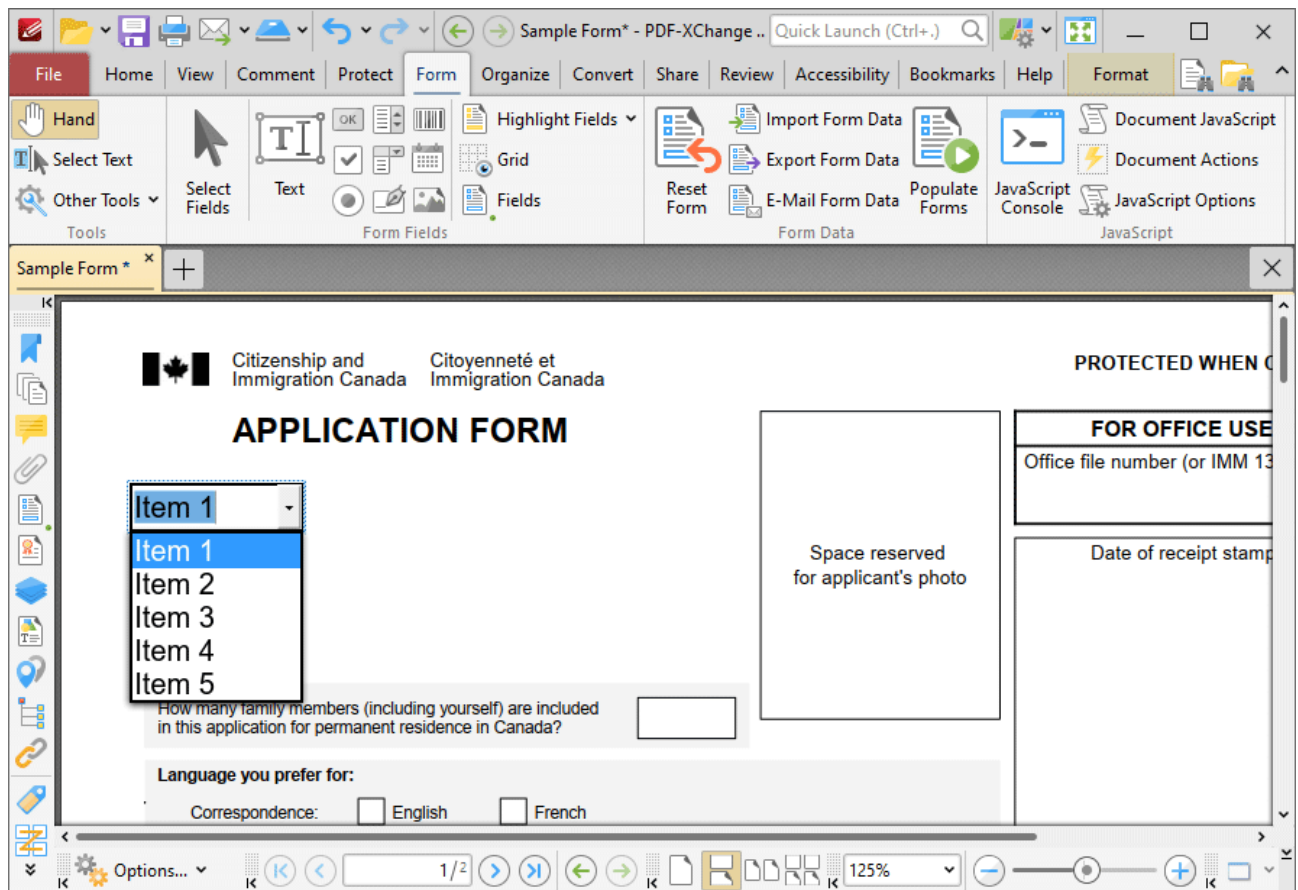 Sample Form* - PDF-XChange .. Quick Launch (Ctrl+.)
File Home View Comment Protect Form Organize Convert Share Review Accessibility Bookmarks Help Format
Hand
Select Text
Other Tools
Tools
Select Fields
Text
OK
Highlight Fields
Grid
Fields
Form Fields
Reset Form
Import Form Data
Export Form Data
E-Mail Form Data
Populate Forms
Form Data
JavaScript Console
Document JavaScript
Document Actions
JavaScript Options
JavaScript
Sample Form *
Citizenship and Citoyenneté et
Immigration Canada Immigration Canada
PROTECTED WHEN
APPLICATION FORM
FOR OFFICE USE
Office file number (or IMM 13
Item 1
Item 1
Item 2
Item 3
Item 4
Item 5
Space reserved
for applicant's photo
Date of receipt stamp
How many family members (including yourself) are included
in this application for permanent residence in Canada?
Language you prefer for:
Correspondence: English French
Options... 1/2 125%